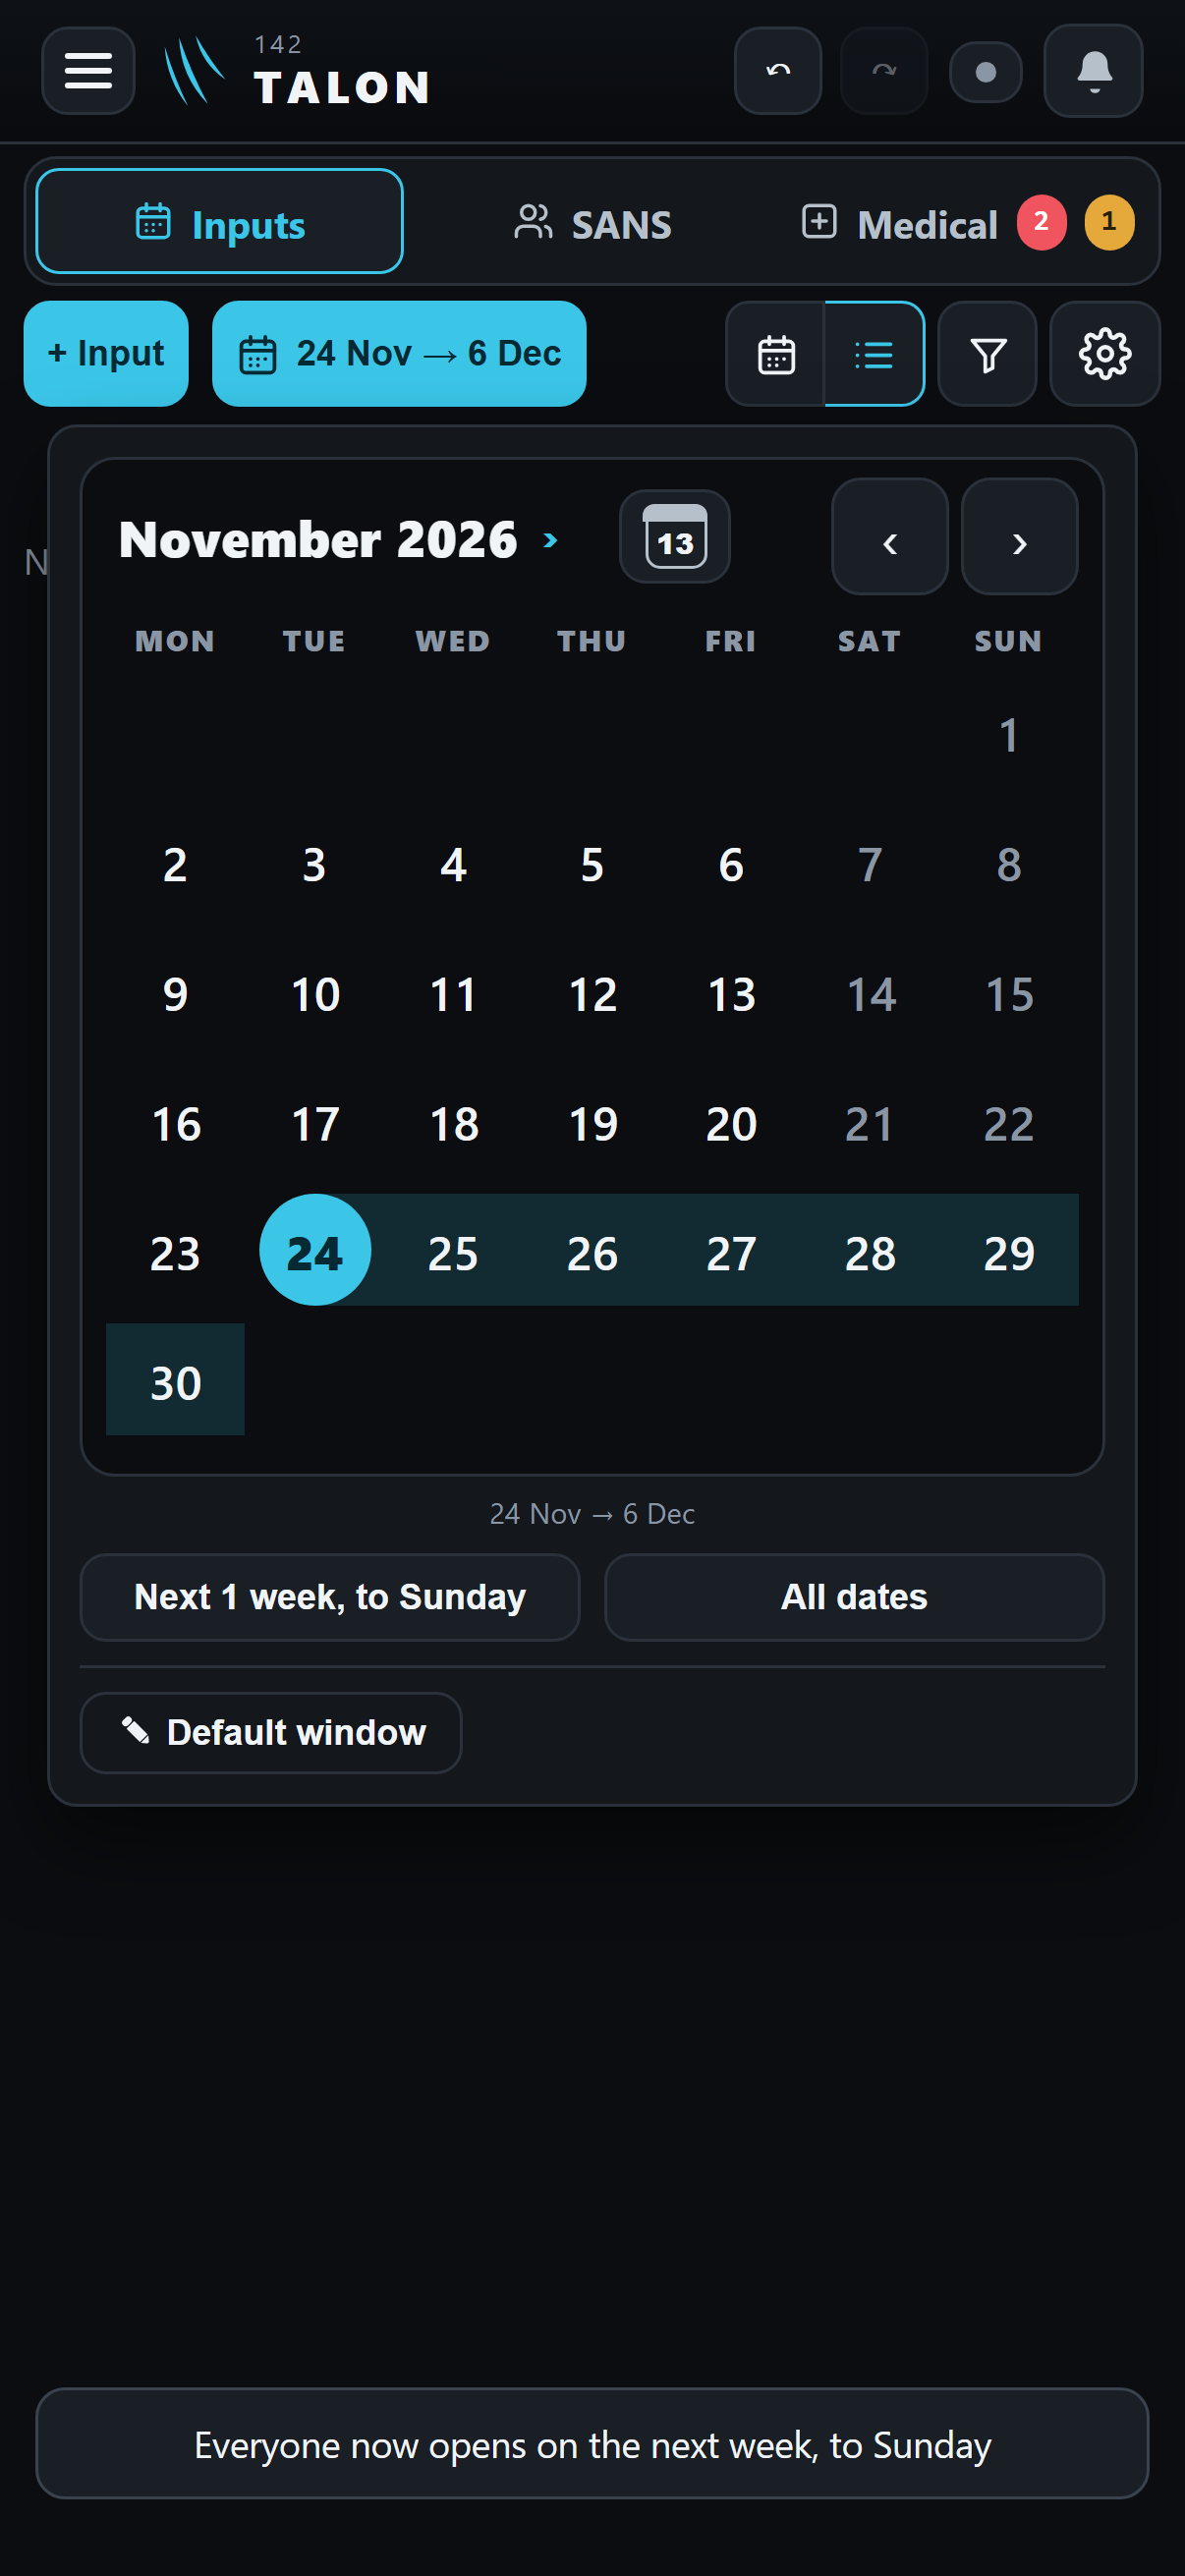 142
TALON
Inputs
SANS
Medical 2 1
+ Input
24 Nov → 6 Dec
N
November 2026 ›
13
‹ ›
MON TUE WED THU FRI SAT SUN
1
2 3 4 5 6 7 8
9 10 11 12 13 14 15
16 17 18 19 20 21 22
23 24 25 26 27 28 29
30
24 Nov → 6 Dec
Next 1 week, to Sunday
All dates
Default window
Everyone now opens on the next week, to Sunday